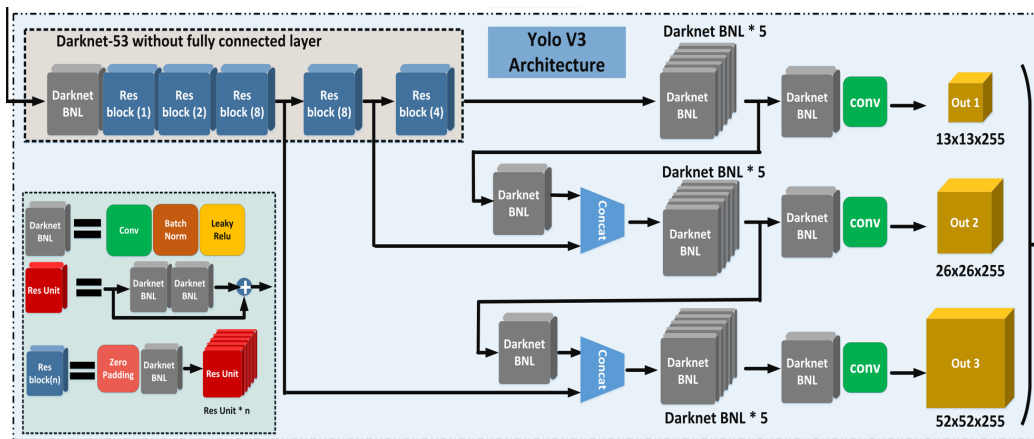 Darknet-53 without fully connected layer
Yolo V3
Architecture
Darknet BNL * 5
Darknet
BNL
Res
block (1)
Res
block (2)
Res
block (8)
Res
block (8)
Res
block (4)
Darknet
BNL
Darknet
BNL
conv
Out 1
13x13x255
Darknet
BNL
Concat
Darknet BNL * 5
Darknet
BNL
Darknet
BNL
conv
Out 2
26x26x255
Darknet
BNL
Conv
Batch
Norm
Leaky
Relu
Res Unit
Darknet
BNL
Darknet
BNL
Res
block(n)
Zero
Padding
Darknet
BNL
Res Unit
Res Unit * n
Darknet
BNL
Concat
Darknet
BNL
Darknet BNL * 5
Darknet
BNL
conv
Out 3
52x52x255